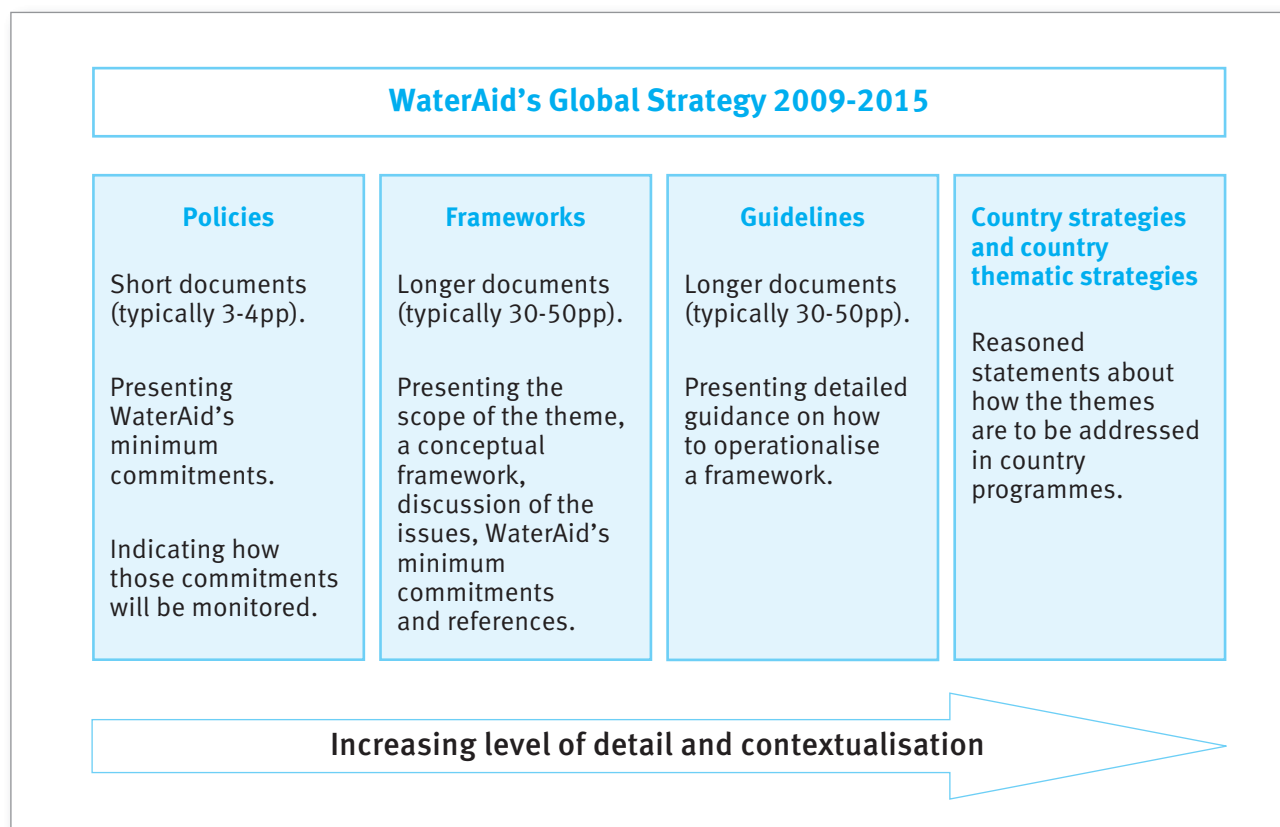 WaterAid’s Global Strategy 2009-2015
Policies
Short documents
(typically 3-4pp).
Presenting
WaterAid’s
minimum
commitments.
Indicating how
those commitments
will be monitored.
Frameworks
Longer documents
(typically 30-50pp).
Presenting the
scope of the theme,
a conceptual
framework,
discussion of the
issues, WaterAid’s
minimum
commitments
and references.
Guidelines
Longer documents
(typically 30-50pp).
Presenting detailed
guidance on how
to operationalise
a framework.
Country strategies
and country
thematic strategies
Reasoned
statements about
how the themes
are to be addressed
in country
programmes.
Increasing level of detail and contextualisation